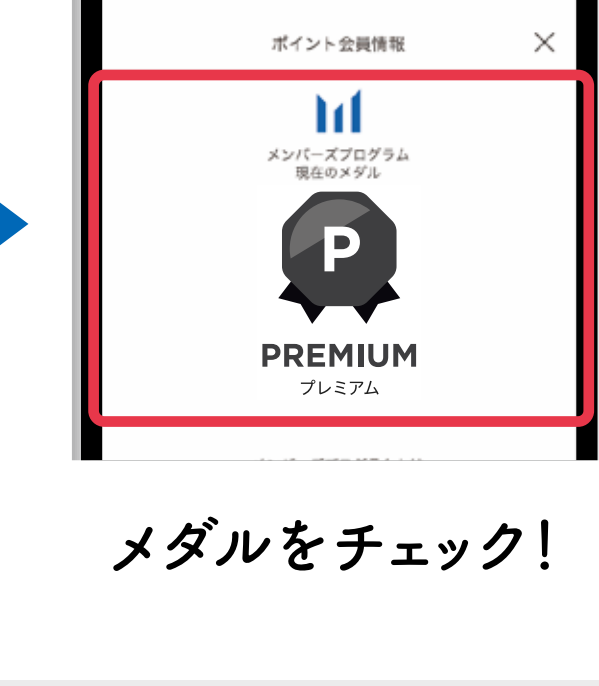 ポイント会員情報
メンバーズプログラム
現在のメダル
P
PREMIUM
プレミアム
メダルをチェック!